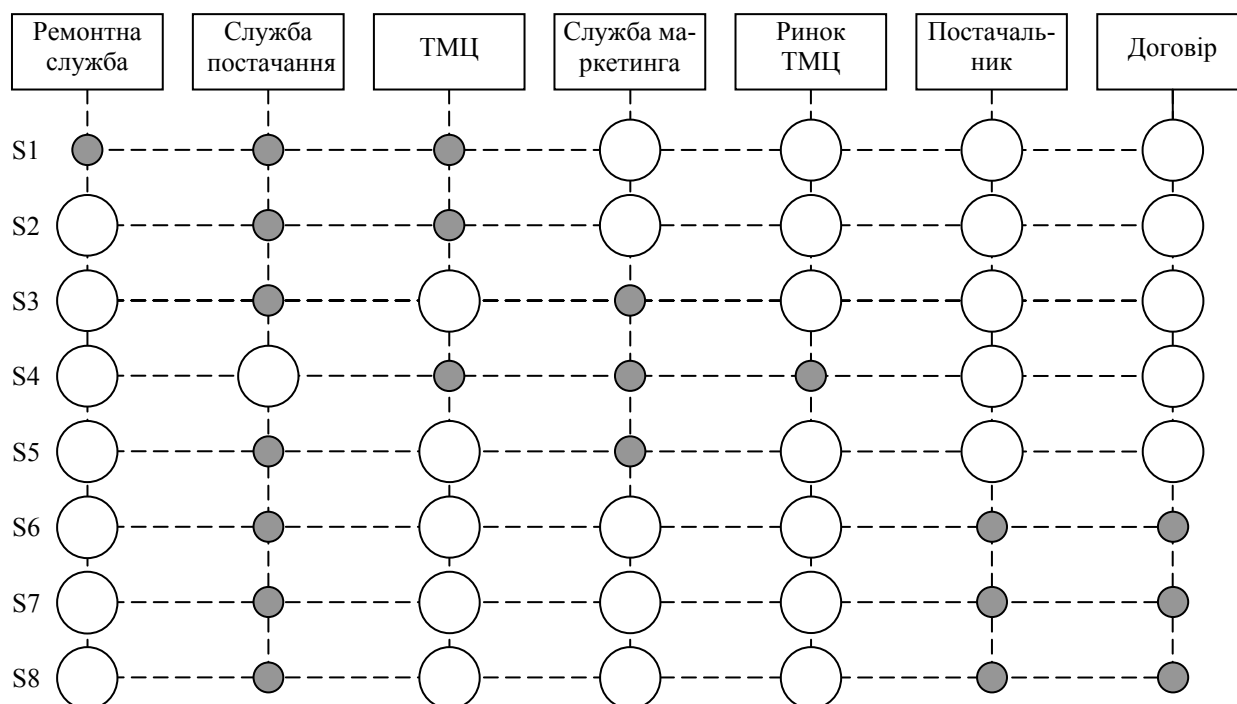 Ремонтна
служба
Служба
постачання
ТМЦ
Служба ма-
ркетинга
Ринок
ТМЦ
Постачаль-
ник
Договір
S1
S2
S3
S4
S5
S6
S7
S8